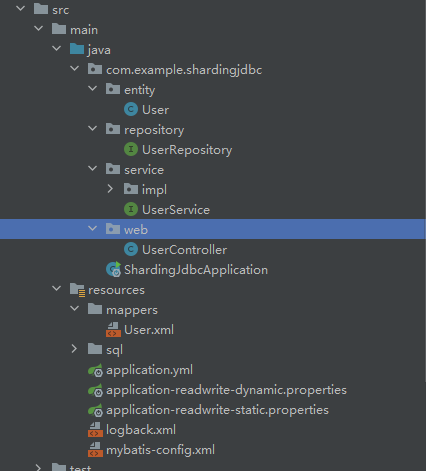 src
main
java
com.example.shardingjdbc
entity
User
repository
UserRepository
service
impl
UserService
web
UserController
ShardingJdbcApplication
resources
mappers
User.xml
sql
application.yml
application-readwrite-dynamic.properties
application-readwrite-static.properties
logback.xml
mybatis-config.xml
test